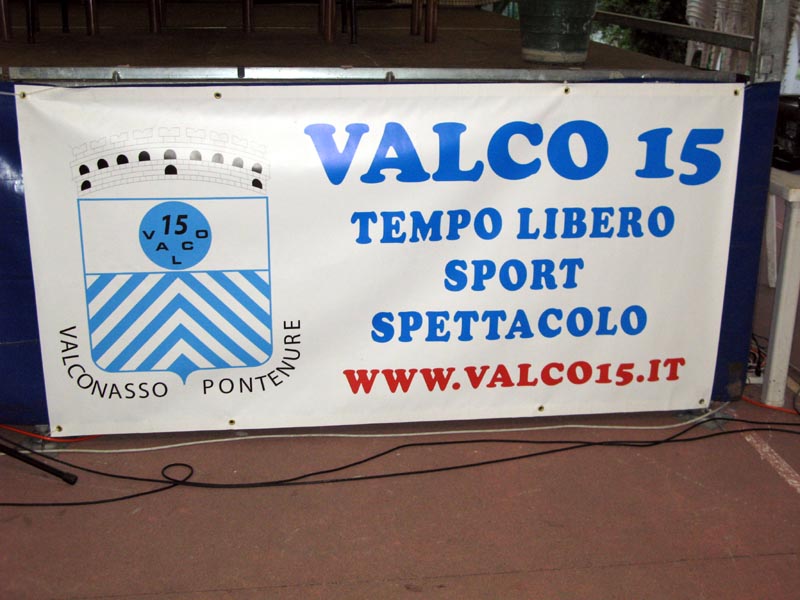 15
VALCO
VALCONASSO PONTENURE
VALCO 15
TEMPO LIBERO
SPORT
SPETTACOLO
WWW.VALCO15.IT